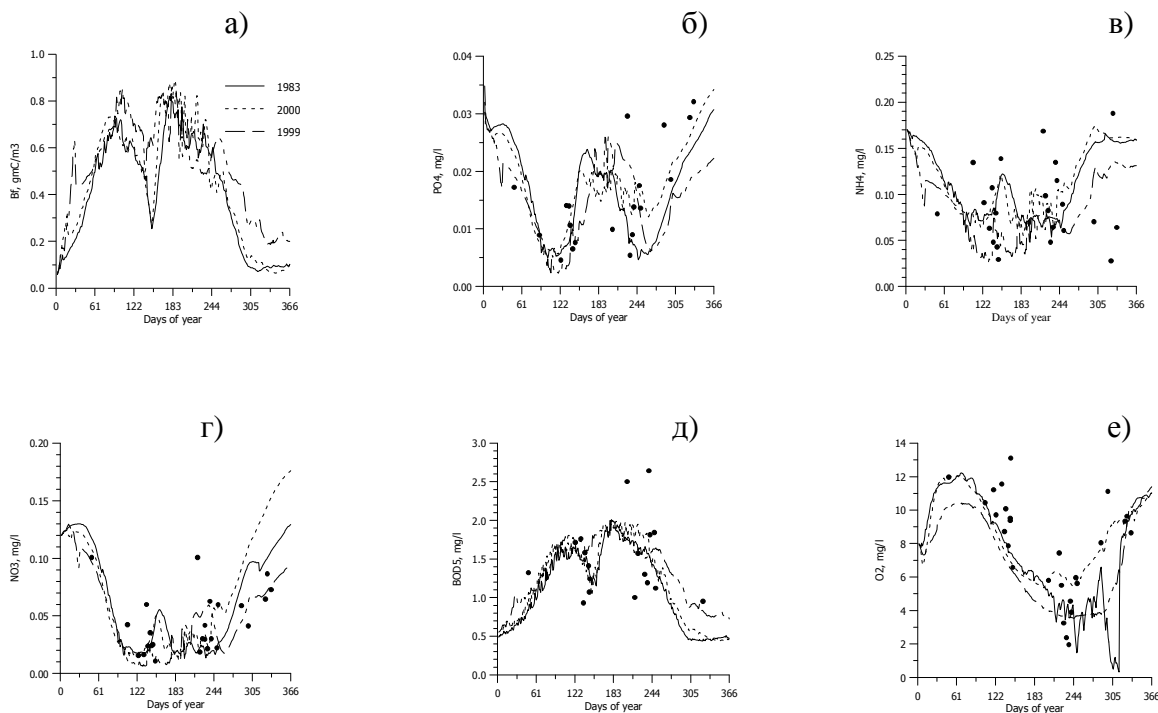 а)
1.0
0.8
0.6
0.4
0.2
0.0
Bf, gmC/m3
1983
2000
1999
0 61 122 183 244 305 366
Days of year
б)
0.04
0.03
0.02
0.01
0.00
PO4, mg/l
0 61 122 183 244 305 366
Days of year
в)
0.25
0.20
0.15
0.10
0.05
0.00
NH4, mg/l
0 61 122 183 244 305 366
Days of year
г)
0.20
0.15
0.10
0.05
0.00
NO3, mg/l
0 61 122 183 244 305 366
Days of year
д)
3.0
2.5
2.0
1.5
1.0
0.5
0.0
BOD5, mg/l
0 61 122 183 244 305 366
Days of year
е)
14
12
10
8
6
4
2
0
O2, mg/l
0 61 122 183 244 305 366
Days of year